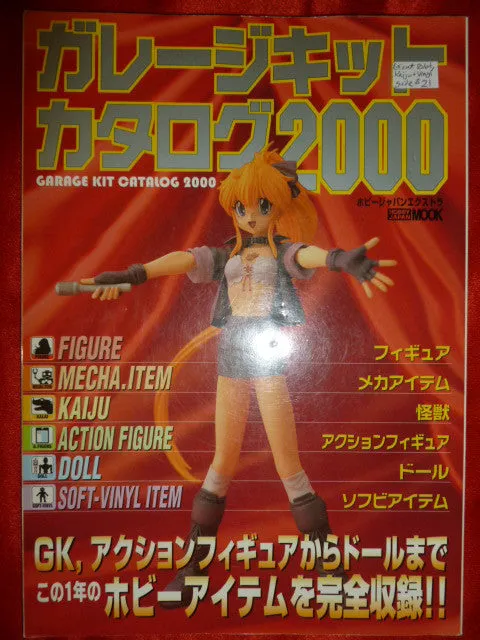 ガレージキット
カタログ2000
GARAGE KIT CATALOG 2000
ホビージャパンエクストラ
HOBBY JAPAN MOOK
FIGURE フィギュア
MECHA.ITEM メカアイテム
KAIJU 怪獣
ACTION FIGURE アクションフィギュア
DOLL ドール
SOFT-VINYL ITEM ソフビアイテム
GK, アクションフィギュアからドールまで
この1年のホビーアイテムを完全収録!!